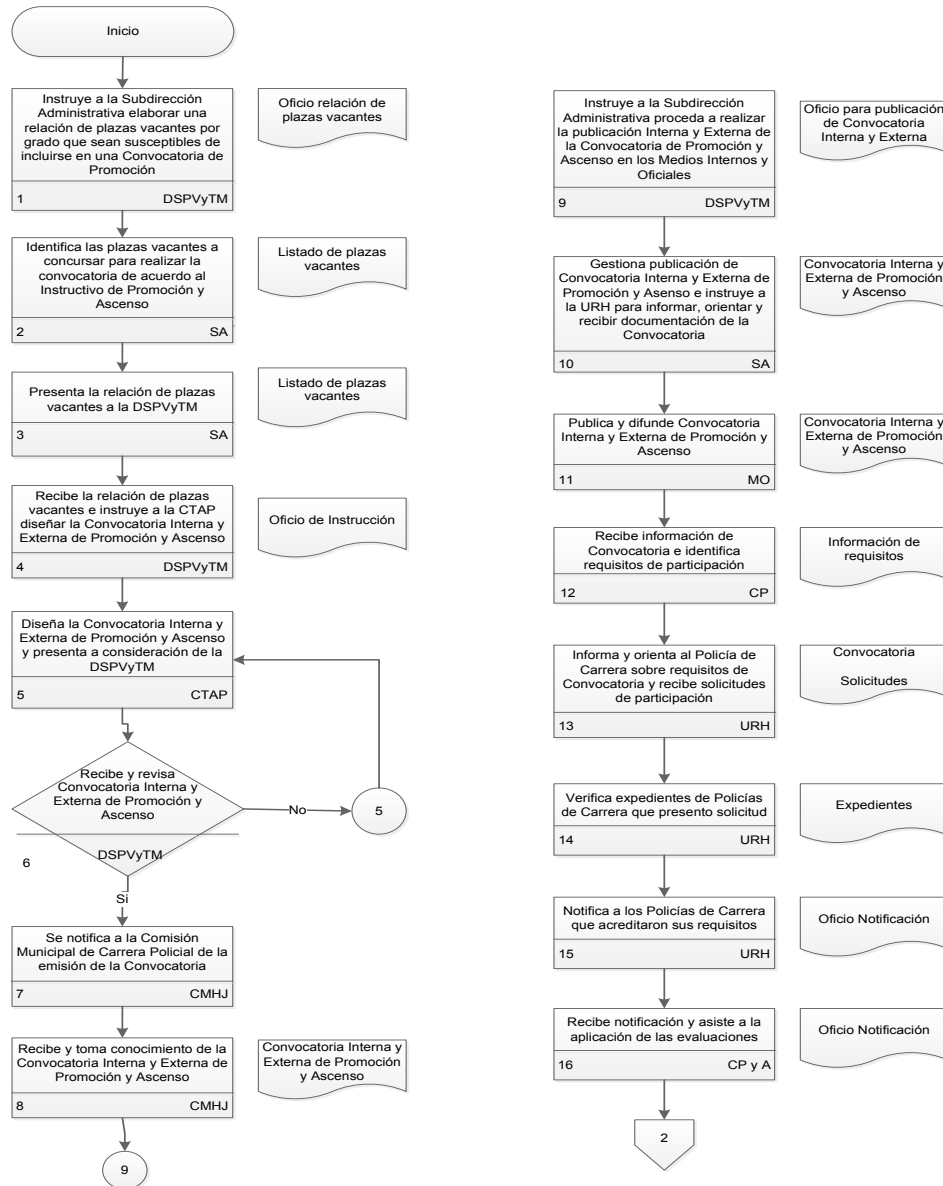 Inicio
Instruye a la Subdirección
Administrativa elaborar una
relación de plazas vacantes por
grado que sean susceptibles de
incluirse en una Convocatoria de
Promoción
1 DSPVyTM
Oficio relación de
plazas vacantes
Identifica las plazas vacantes a
concursar para realizar la
convocatoria de acuerdo al
Instructivo de Promoción y
Ascenso
2 SA
Listado de plazas
vacantes
Presenta la relación de plazas
vacantes a la DSPVyTM
3 SA
Listado de plazas
vacantes
Recibe la relación de plazas
vacantes e instruye a la CTAP
diseñar la Convocatoria Interna y
Externa de Promoción y Ascenso
4 DSPVyTM
Oficio de Instrucción
Diseña la Convocatoria Interna y
Externa de Promoción y Ascenso
y presenta a consideración de la
DSPVyTM
5 CTAP
Recibe y revisa
Convocatoria Interna y
Externa de Promoción y
Ascenso
6 DSPVyTM
No
5
Si
Se notifica a la Comisión
Municipal de Carrera Policial de la
emisión de la Convocatoria
7 CMHJ
Recibe y toma conocimiento de la
Convocatoria Interna y Externa de
Promoción y Ascenso
8 CMHJ
Convocatoria Interna y
Externa de Promoción
y Ascenso
9
Instruye a la Subdirección
Administrativa proceda a realizar
la publicación Interna y Externa de
la Convocatoria de Promoción y
Ascenso en los Medios Internos y
Oficiales
9 DSPVyTM
Oficio para publicación
de Convocatoria
Interna y Externa
Gestiona publicación de
Convocatoria Interna y Externa de
Promoción y Asenso e instruye a
la URH para informar, orientar y
recibir documentación de la
Convocatoria
10 SA
Convocatoria Interna y
Externa de Promoción
y Ascenso
Publica y difunde Convocatoria
Interna y Externa de Promoción y
Ascenso
11 MO
Convocatoria Interna y
Externa de Promoción
y Ascenso
Recibe información de
Convocatoria e identifica
requisitos de participación
12 CP
Información de
requisitos
Informa y orienta al Policía de
Carrera sobre requisitos de
Convocatoria y recibe solicitudes
de participación
13 URH
Convocatoria
Solicitudes
Verifica expedientes de Policías
de Carrera que presento solicitud
14 URH
Expedientes
Notifica a los Policías de Carrera
que acreditaron sus requisitos
15 URH
Oficio Notificación
Recibe notificación y asiste a la
aplicación de las evaluaciones
16 CP y A
Oficio Notificación
2